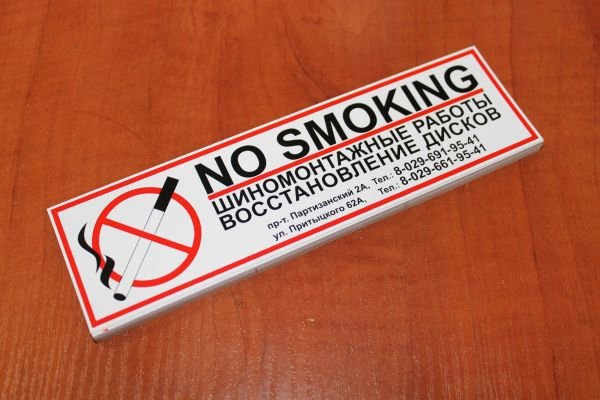 NO SMOKING
ШИНОМОНТАЖНЫЕ РАБОТЫ
ВОССТАНОВЛЕНИЕ ДИСКОВ
пр-т. Партизанский 2А, Тел.: 8-029-691-95-41
ул. Притыцкого 62А, Тел.: 8-029-661-95-41